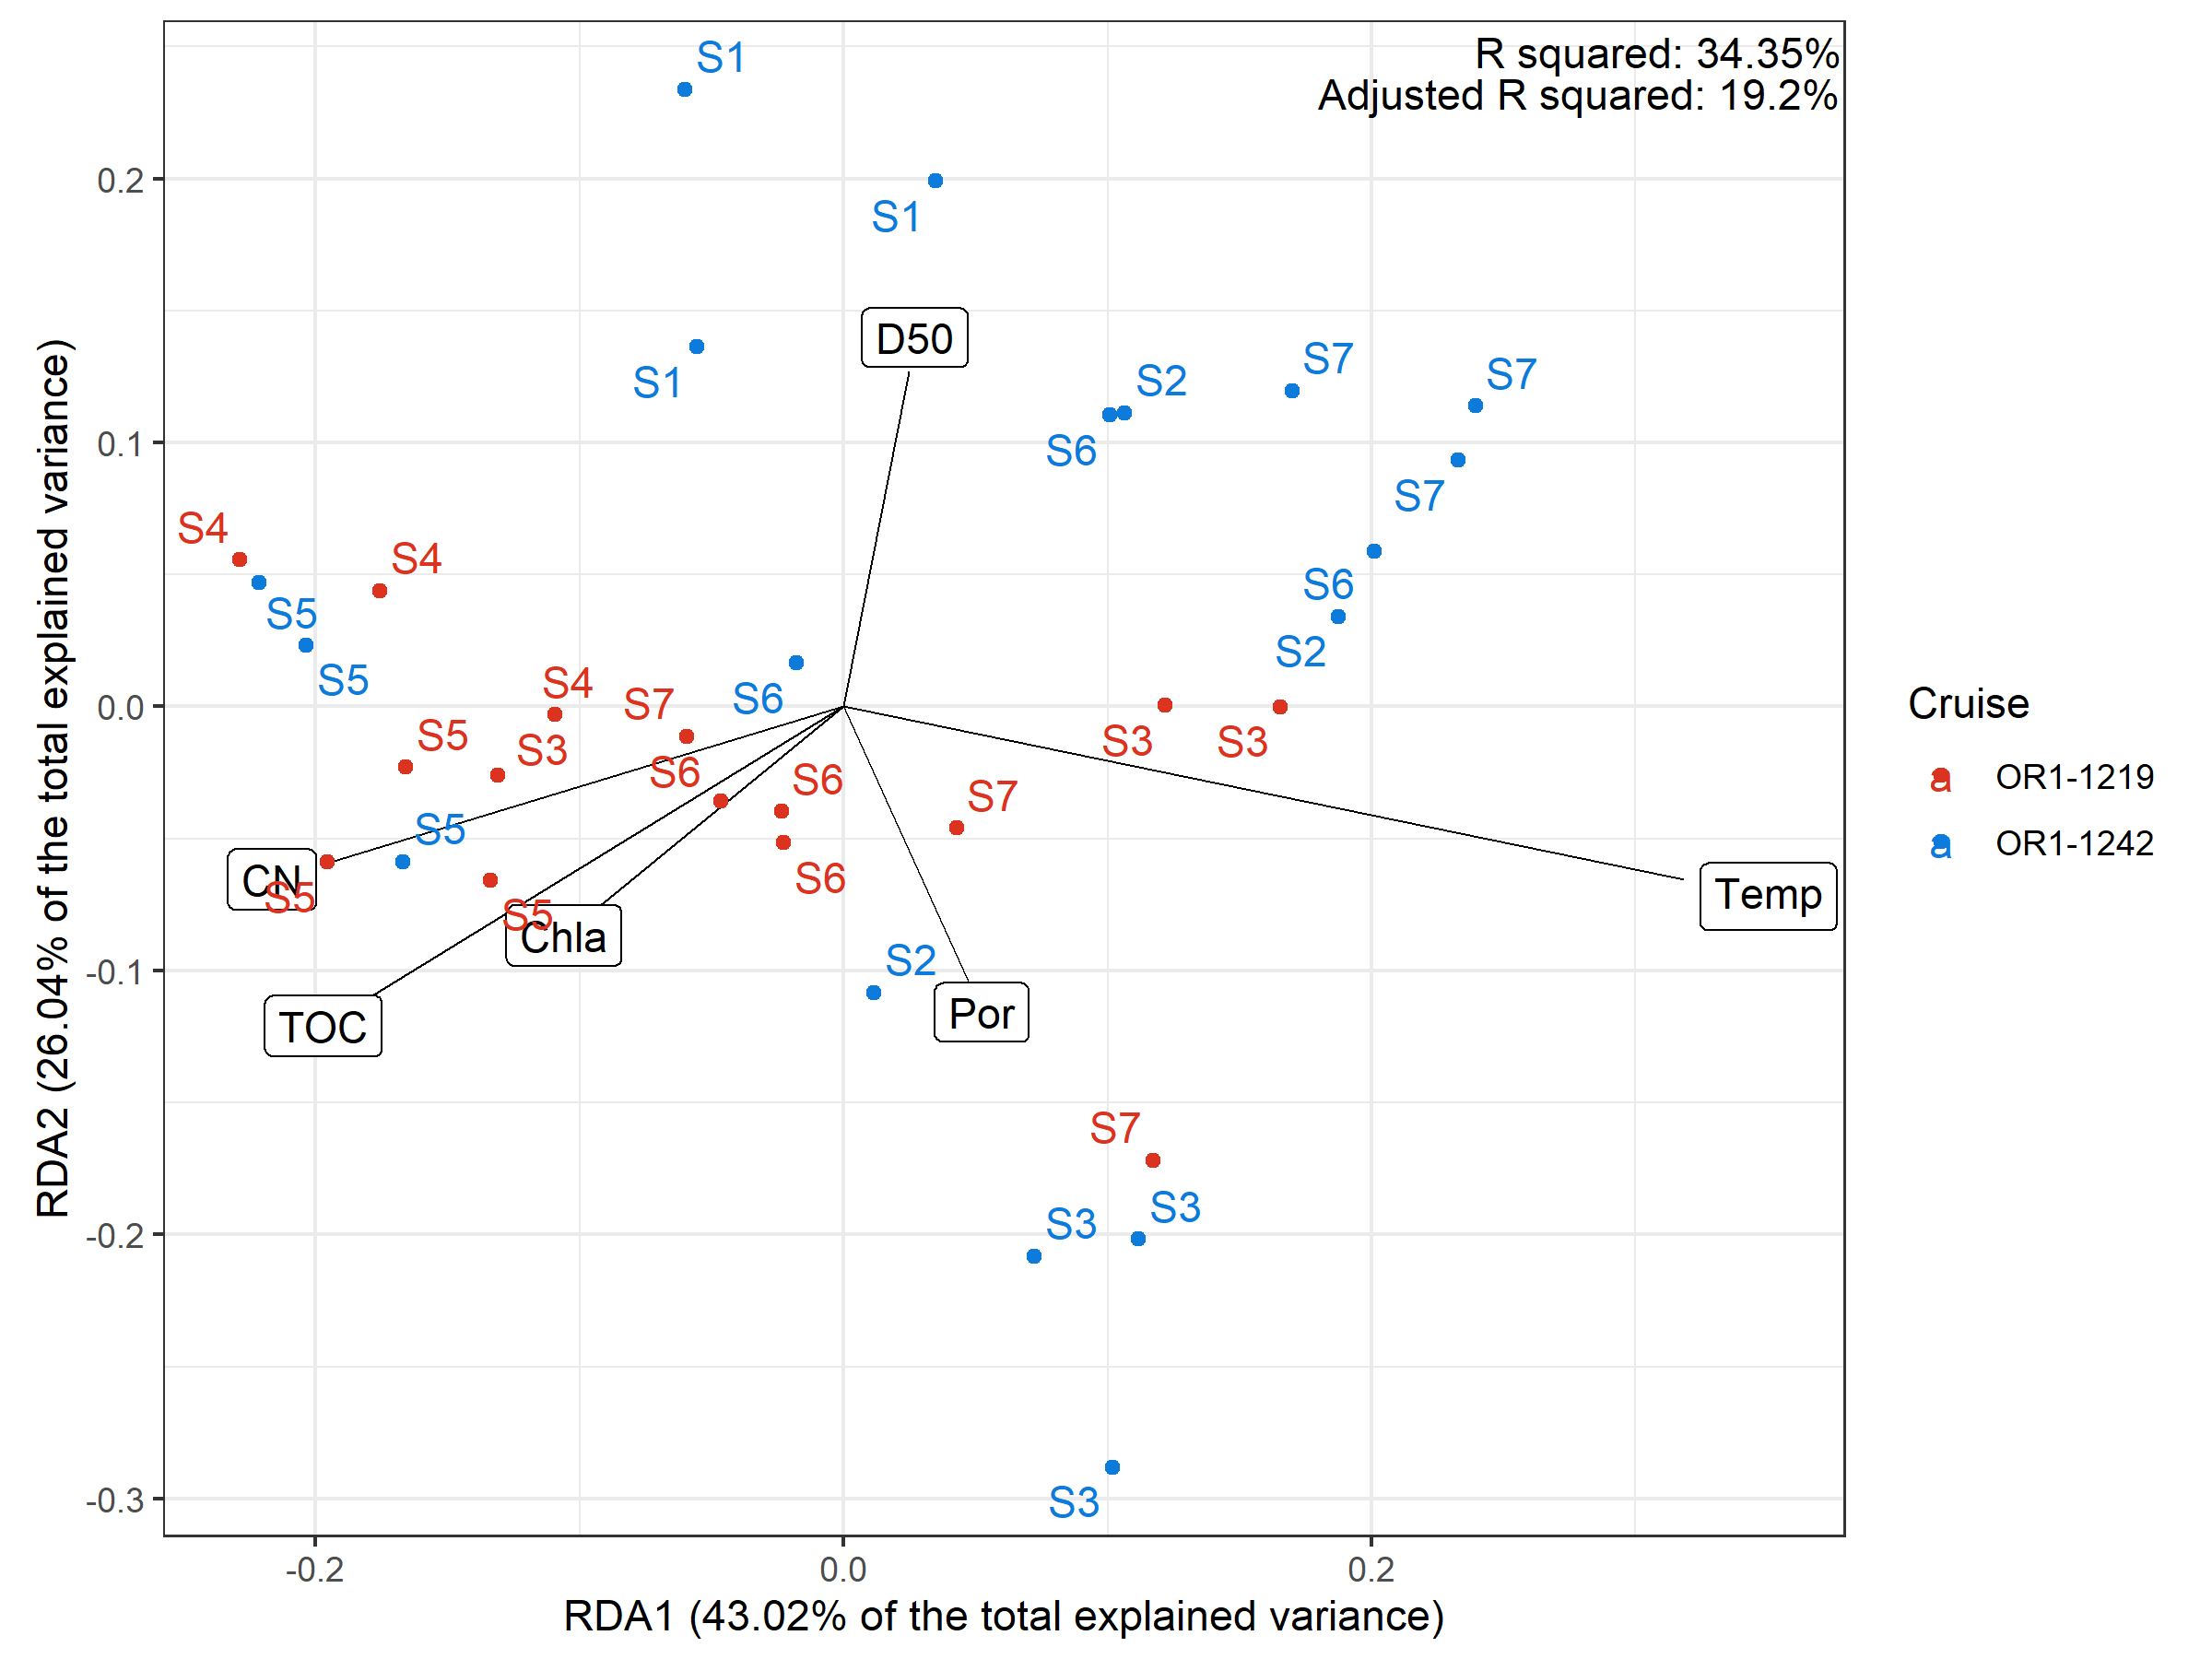 S1
R squared: 34.35%
Adjusted R squared: 19.2%
0.2
S1
D50
S1
S7
S7
S2
0.1
S6
S7
S4
S4
S5
S6
S2
S5
S4
S7
S6
0.0
S5
S3
S3
S3
S6
S6
S7
S5
CN
S5
S6
Temp
S5
Chla
S2
-0.1
TOC
Por
S7
S3
S3
-0.2
-0.3
S3
-0.2
0.0
0.2
RDA1 (43.02% of the total explained variance)
RDA2 (26.04% of the total explained variance)
Cruise
a OR1-1219
a OR1-1242